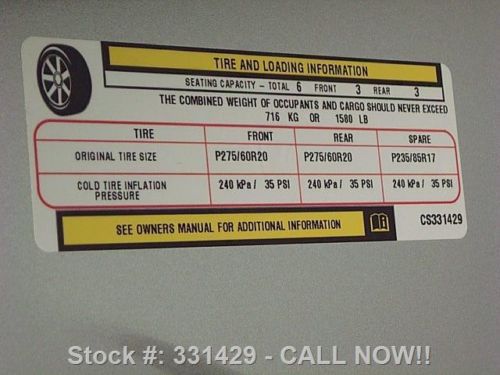 TIRE AND LOADING INFORMATION
SEATING CAPACITY - TOTAL 6 FRONT 3 REAR 3
THE COMBINED WEIGHT OF OCCUPANTS AND CARGO SHOULD NEVER EXCEED
716 KG OR 1580 LB
TIRE FRONT REAR SPARE
ORIGINAL TIRE SIZE P275/60R20 P275/60R20 P235/85R17
COLD TIRE INFLATION PRESSURE 240 kPa / 35 PSI 240 kPa / 35 PSI 240 kPa / 35 PSI
SEE OWNERS MANUAL FOR ADDITIONAL INFORMATION CS331429
Stock #: 331429 - CALL NOW!!